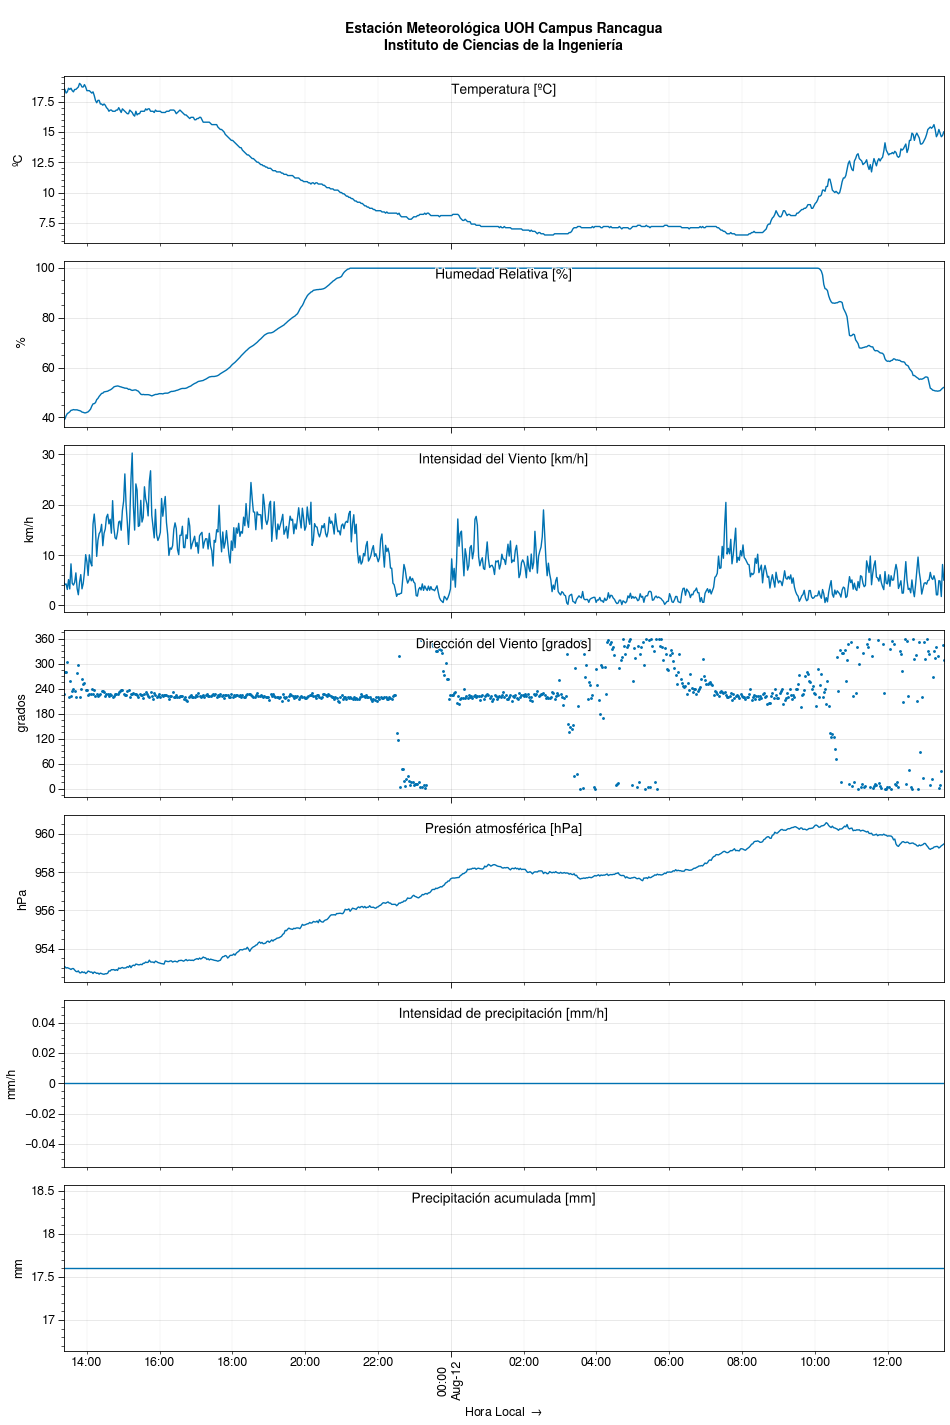 Estación Meteorológica UOH Campus Rancagua
Instituto de Ciencias de la Ingeniería
Temperatura [ºC]
17.5
15
12.5
10
7.5
ºC
Humedad Relativa [%]
100
80
60
40
%
Intensidad del Viento [km/h]
30
20
10
0
km/h
Dirección del Viento [grados]
360
300
240
180
120
60
0
grados
Presión atmosférica [hPa]
960
958
956
954
hPa
Intensidad de precipitación [mm/h]
0.04
0.02
0
−0.02
−0.04
mm/h
Precipitación acumulada [mm]
18.5
18
17.5
17
mm
14:00 16:00 18:00 20:00 22:00 00:00 02:00 04:00 06:00 08:00 10:00 12:00
Aug-12
Hora Local →